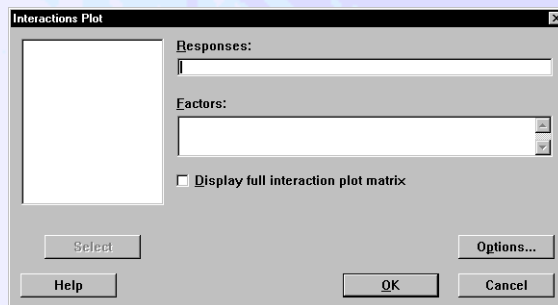 Interactions Plot
Responses:
Factors:
Display full interaction plot matrix
Select
Options...
Help
OK
Cancel